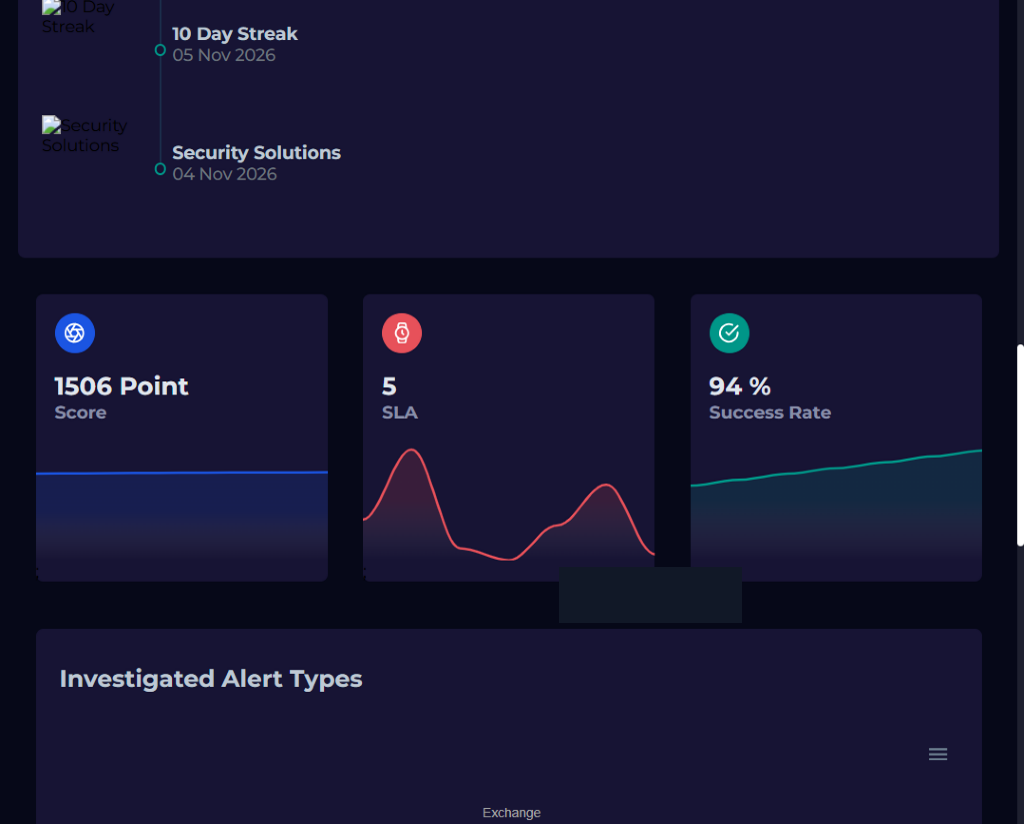 10 Day
Streak
10 Day Streak
05 Nov 2026
Security
Solutions
Security Solutions
04 Nov 2026
1506 Point
Score
5
SLA
94 %
Success Rate
Investigated Alert Types
Exchange